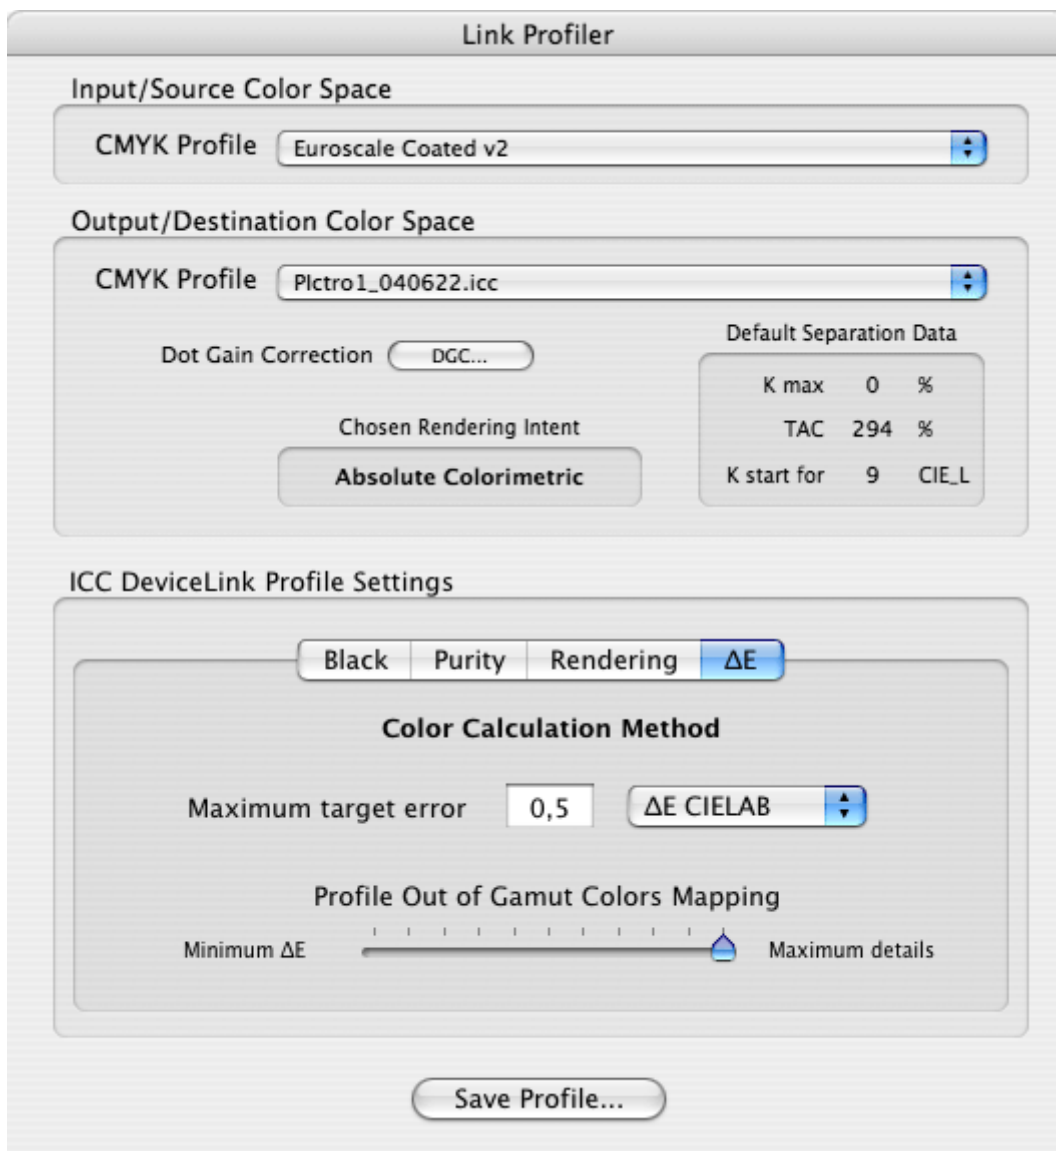 Link Profiler
Input/Source Color Space
CMYK Profile Euroscale Coated v2
Output/Destination Color Space
CMYK Profile Plctro1_040622.icc
Dot Gain Correction DGC...
Default Separation Data
K max 0 %
TAC 294 %
K start for 9 CIE_L
Chosen Rendering Intent
Absolute Colorimetric
ICC DeviceLink Profile Settings
Black Purity Rendering ΔE
Color Calculation Method
Maximum target error 0,5 ΔE CIELAB
Profile Out of Gamut Colors Mapping
Minimum ΔE Maximum details
Save Profile...